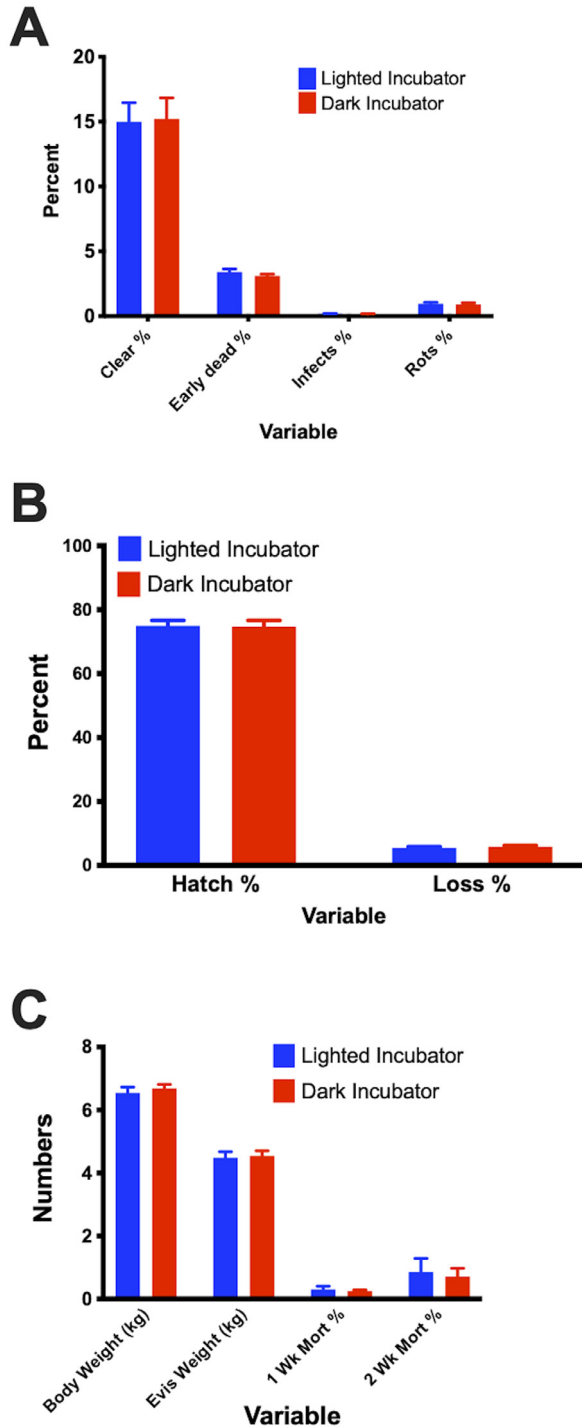 A
20
15
10
5
0
Percent
Lighted Incubator
Dark Incubator
Clear %
Early dead %
Infects %
Rots %
Variable
B
100
80
60
40
20
0
Percent
Lighted Incubator
Dark Incubator
Hatch %
Loss %
Variable
C
8
6
4
2
0
Numbers
Lighted Incubator
Dark Incubator
Body Weight (kg)
Evis Weight (kg)
1 Wk Mort %
2 Wk Mort %
Variable